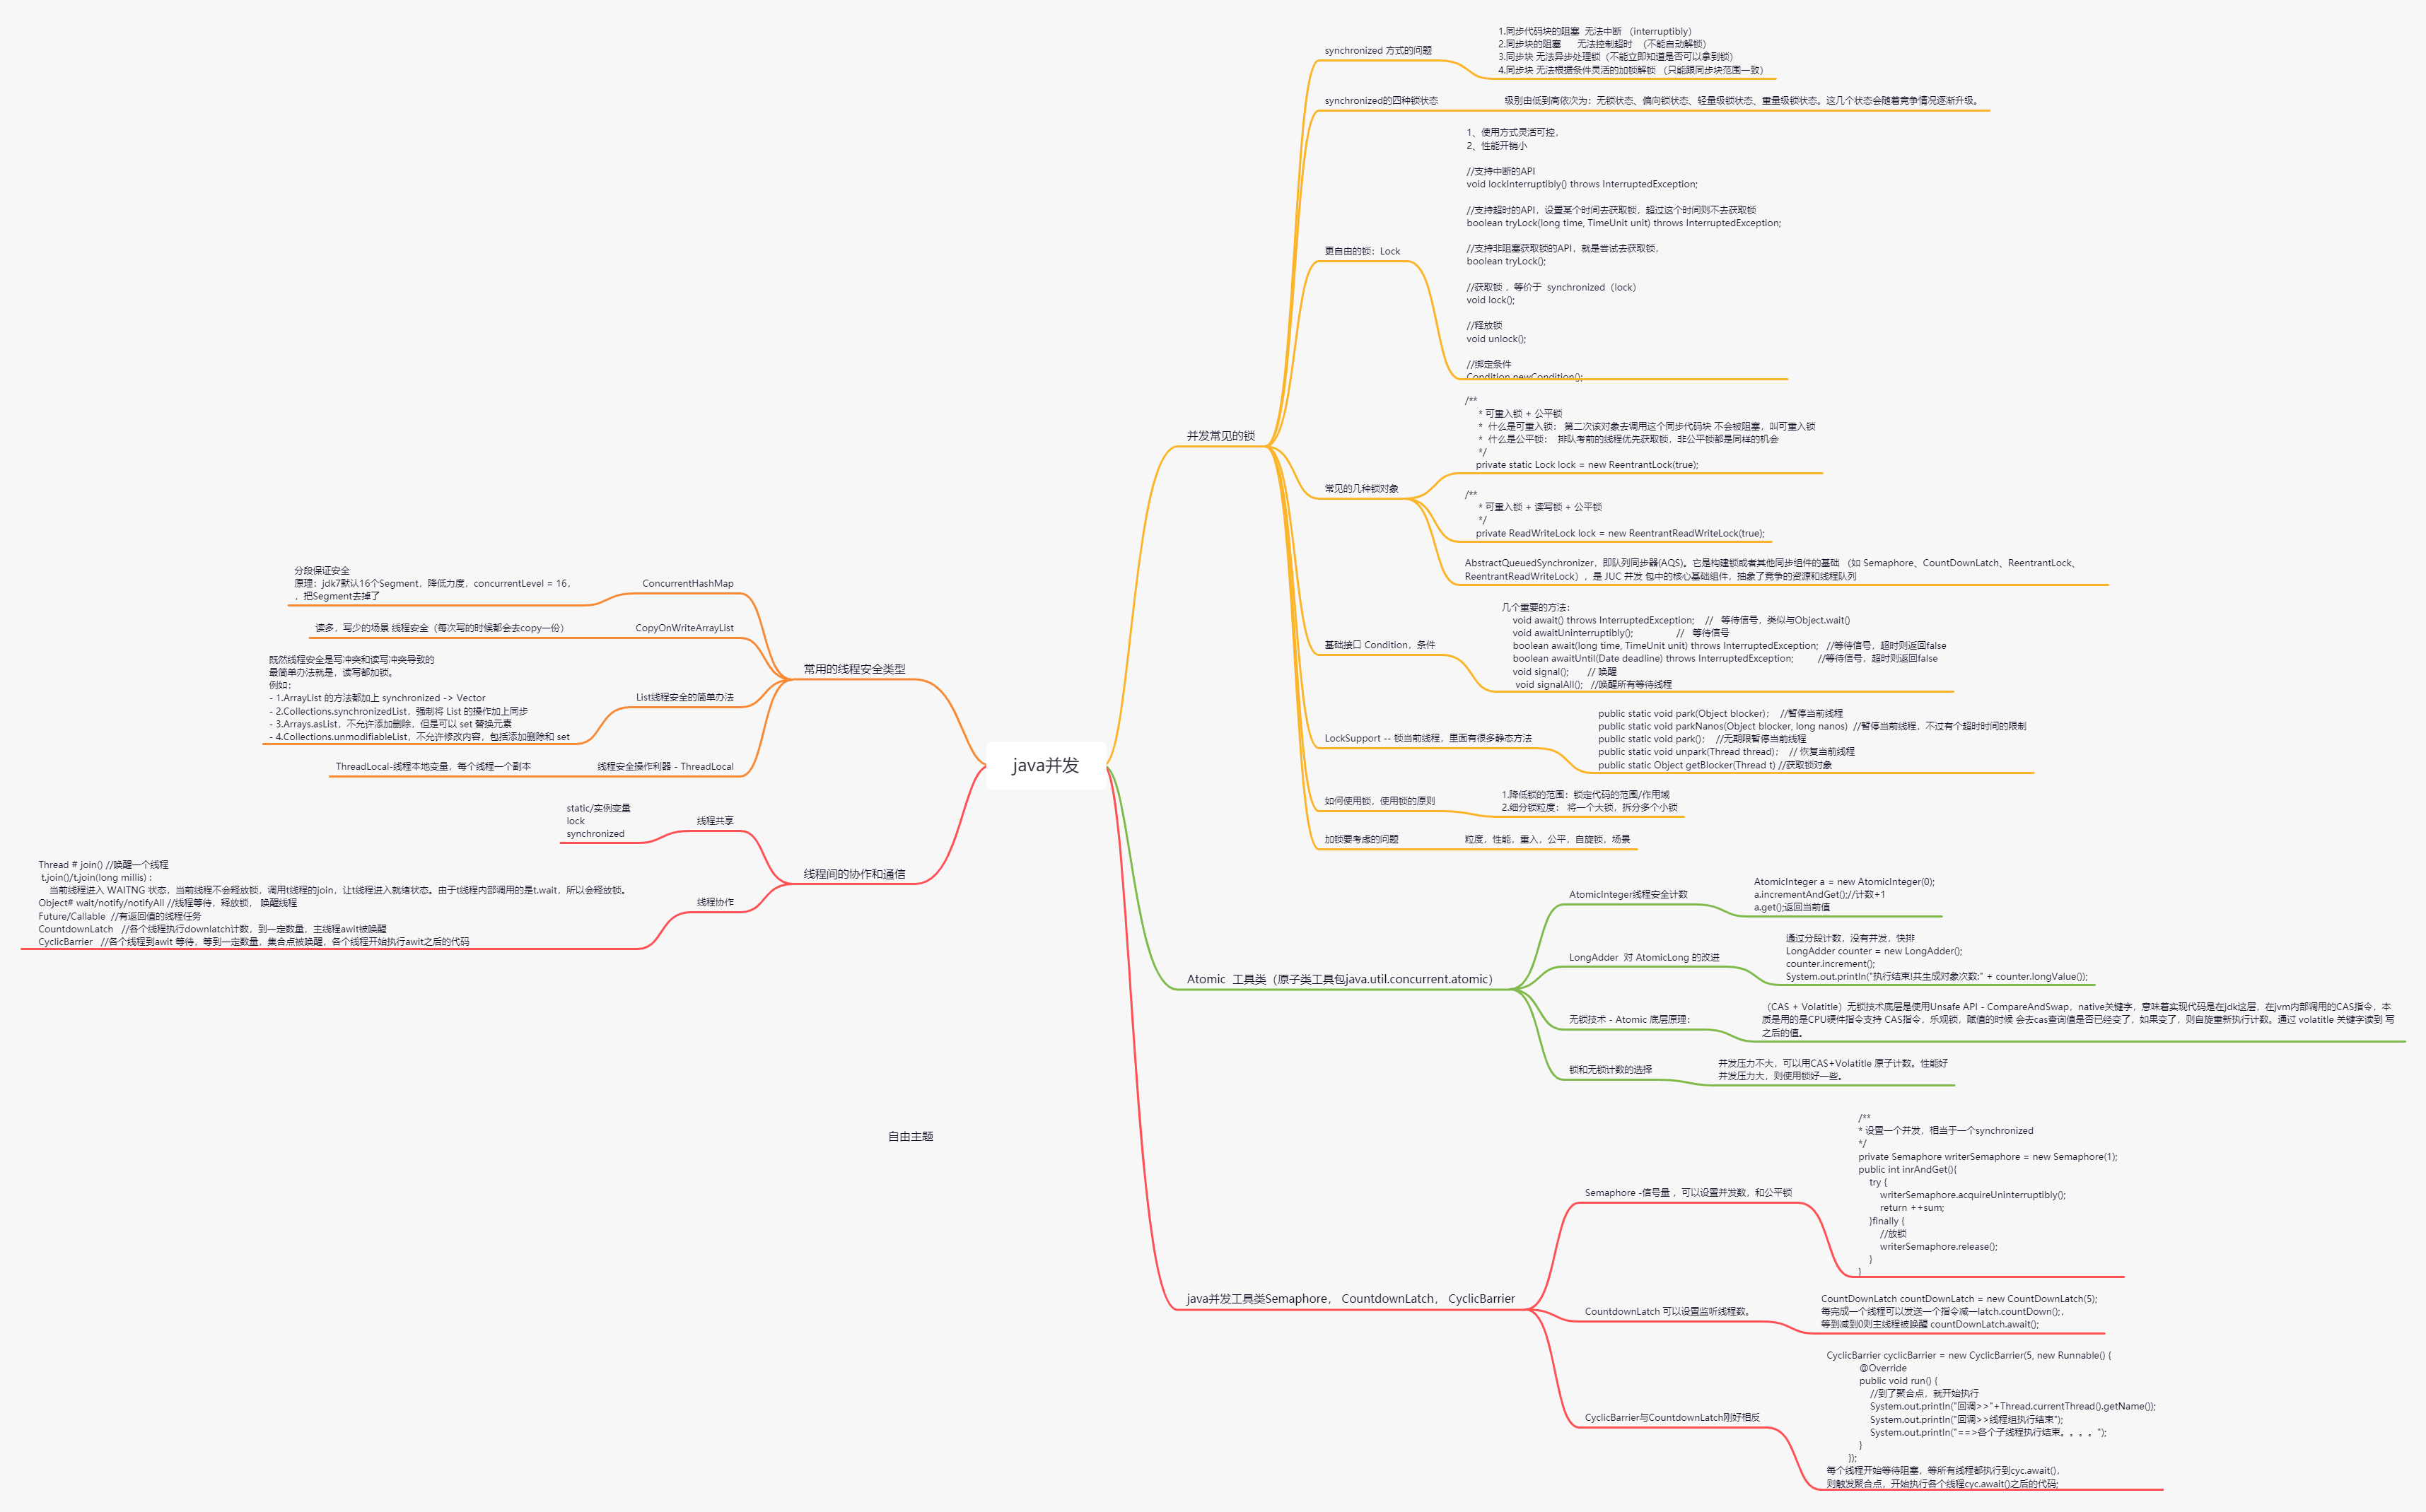 java并发
并发常见的锁
synchronized 方式的问题
1.同步代码块的阻塞 无法中断 （interruptibly）
2.同步块的阻塞 无法控制超时 （不能自动解锁）
3.同步块 无法异步处理锁（不能立即知道是否可以拿到锁）
4.同步块 无法根据条件灵活的加锁解锁 （只能跟同步块范围一致）
synchronized的四种锁状态
级别由低到高依次为：无锁状态、偏向锁状态、轻量级锁状态、重量级锁状态。这几个状态会随着竞争情况逐渐升级。
更自由的锁：Lock
1、使用方式灵活可控，
2、性能开销小
//支持中断的API
void lockInterruptibly() throws InterruptedException;
//支持超时的API，设置某个时间去获取锁，超过这个时间则不去获取锁
boolean tryLock(long time, TimeUnit unit) throws InterruptedException;
//支持非阻塞获取锁的API，就是尝试去获取锁，
boolean tryLock();
//获取锁 ，等价于 synchronized（lock）
void lock();
//释放锁
void unlock();
//绑定条件
Condition newCondition();
常见的几种锁对象
/**
* 可重入锁 + 公平锁
* 什么是可重入锁： 第二次该对象去调用这个同步代码块 不会被阻塞，叫可重入锁
* 什么是公平锁： 排队考前的线程优先获取锁，非公平锁都是同样的机会
*/
private static Lock lock = new ReentrantLock(true);
/**
* 可重入锁 + 读写锁 + 公平锁
*/
private ReadWriteLock lock = new ReentrantReadWriteLock(true);
AbstractQueuedSynchronizer，即队列同步器(AQS)。它是构建锁或者其他同步组件的基础 （如 Semaphore、CountDownLatch、ReentrantLock、
ReentrantReadWriteLock），是 JUC 并发 包中的核心基础组件，抽象了竞争的资源和线程队列
基础接口 Condition，条件
几个重要的方法：
void await() throws InterruptedException; // 等待信号，类似与Object.wait()
void awaitUninterruptibly(); // 等待信号
boolean await(long time, TimeUnit unit) throws InterruptedException; //等待信号，超时则返回false
boolean awaitUntil(Date deadline) throws InterruptedException; //等待信号，超时则返回false
void signal(); // 唤醒
void signalAll(); //唤醒所有等待线程
LockSupport -- 锁当前线程，里面有很多静态方法
public static void park(Object blocker)； //暂停当前线程
public static void parkNanos(Object blocker, long nanos) //暂停当前线程，不过有个超时时间的限制
public static void park()； //无期限暂停当前线程
public static void unpark(Thread thread)； // 恢复当前线程
public static Object getBlocker(Thread t) //获取锁对象
如何使用锁，使用锁的原则
1.降低锁的范围：锁定代码的范围/作用域
2.细分锁粒度： 将一个大锁，拆分多个小锁
加锁要考虑的问题
粒度，性能，重入，公平，自旋锁，场景
Atomic 工具类（原子类工具包java.util.concurrent.atomic）
AtomicInteger线程安全计数
AtomicInteger a = new AtomicInteger(0);
a.incrementAndGet();//计数+1
a.get();返回当前值
LongAdder 对 AtomicLong 的改进
通过分段计数，没有并发，快排
LongAdder counter = new LongAdder();
counter.increment();
System.out.println("执行结束!共生成对象次数:" + counter.longValue());
无锁技术 - Atomic 底层原理：
（CAS + Volatitle）无锁技术底层是使用Unsafe API - CompareAndSwap，native关键字，意味着实现代码是在jdk这层，在jvm内部调用的CAS指令，本
质是用的是CPU硬件指令支持 CAS指令，乐观锁，赋值的时候 会去cas查询值是否已经变了，如果变了，则自旋重新执行计数。通过 volatitle 关键字读到 写
之后的值。
锁和无锁计数的选择
并发压力不大，可以用CAS+Volatitle 原子计数。性能好
并发压力大，则使用锁好一些。
java并发工具类Semaphore， CountdownLatch， CyclicBarrier
Semaphore -信号量 ，可以设置并发数，和公平锁
/**
* 设置一个并发，相当于一个synchronized
*/
private Semaphore writerSemaphore = new Semaphore(1);
public int inrAndGet(){
try {
writerSemaphore.acquireUninterruptibly();
return ++sum;
}finally {
//放锁
writerSemaphore.release();
}
}
CountdownLatch 可以设置监听线程数。
CountDownLatch countDownLatch = new CountDownLatch(5);
每完成一个线程可以发送一个指令减一latch.countDown();，
等到减到0则主线程被唤醒 countDownLatch.await();
CyclicBarrier与CountdownLatch刚好相反
CyclicBarrier cyclicBarrier = new CyclicBarrier(5, new Runnable() {
@Override
public void run() {
//到了聚合点，就开始执行
System.out.println("回调>>"+Thread.currentThread().getName());
System.out.println("回调>>线程组执行结束");
System.out.println("==>各个子线程执行结束。。。。");
}
});
每个线程开始等待阻塞，等所有线程都执行到cyc.await()，
则触发聚合点，开始执行各个线程cyc.await()之后的代码;
常用的线程安全类型
ConcurrentHashMap
分段保证安全
原理：jdk7默认16个Segment，降低力度，concurrentLevel = 16，
，把Segment去掉了
CopyOnWriteArrayList
读多，写少的场景 线程安全（每次写的时候都会去copy一份）
List线程安全的简单办法
既然线程安全是写冲突和读写冲突导致的
最简单办法就是，读写都加锁。
例如：
- 1.ArrayList 的方法都加上 synchronized -> Vector
- 2.Collections.synchronizedList，强制将 List 的操作加上同步
- 3.Arrays.asList，不允许添加删除，但是可以 set 替换元素
- 4.Collections.unmodifiableList，不允许修改内容，包括添加删除和 set
线程安全操作利器 - ThreadLocal
ThreadLocal-线程本地变量，每个线程一个副本
线程间的协作和通信
线程共享
static/实例变量
lock
synchronized
线程协作
Thread # join() //唤醒一个线程
t.join()/t.join(long millis) :
当前线程进入 WAITNG 状态，当前线程不会释放锁，调用t线程的join，让t线程进入就绪状态。由于t线程内部调用的是t.wait，所以会释放锁。
Object# wait/notify/notifyAll //线程等待，释放锁， 唤醒线程
Future/Callable //有返回值的线程任务
CountdownLatch //各个线程执行downlatch计数，到一定数量，主线程awit被唤醒
CyclicBarrier //各个线程到awit 等待，等到一定数量，集合点被唤醒，各个线程开始执行awit之后的代码
自由主题